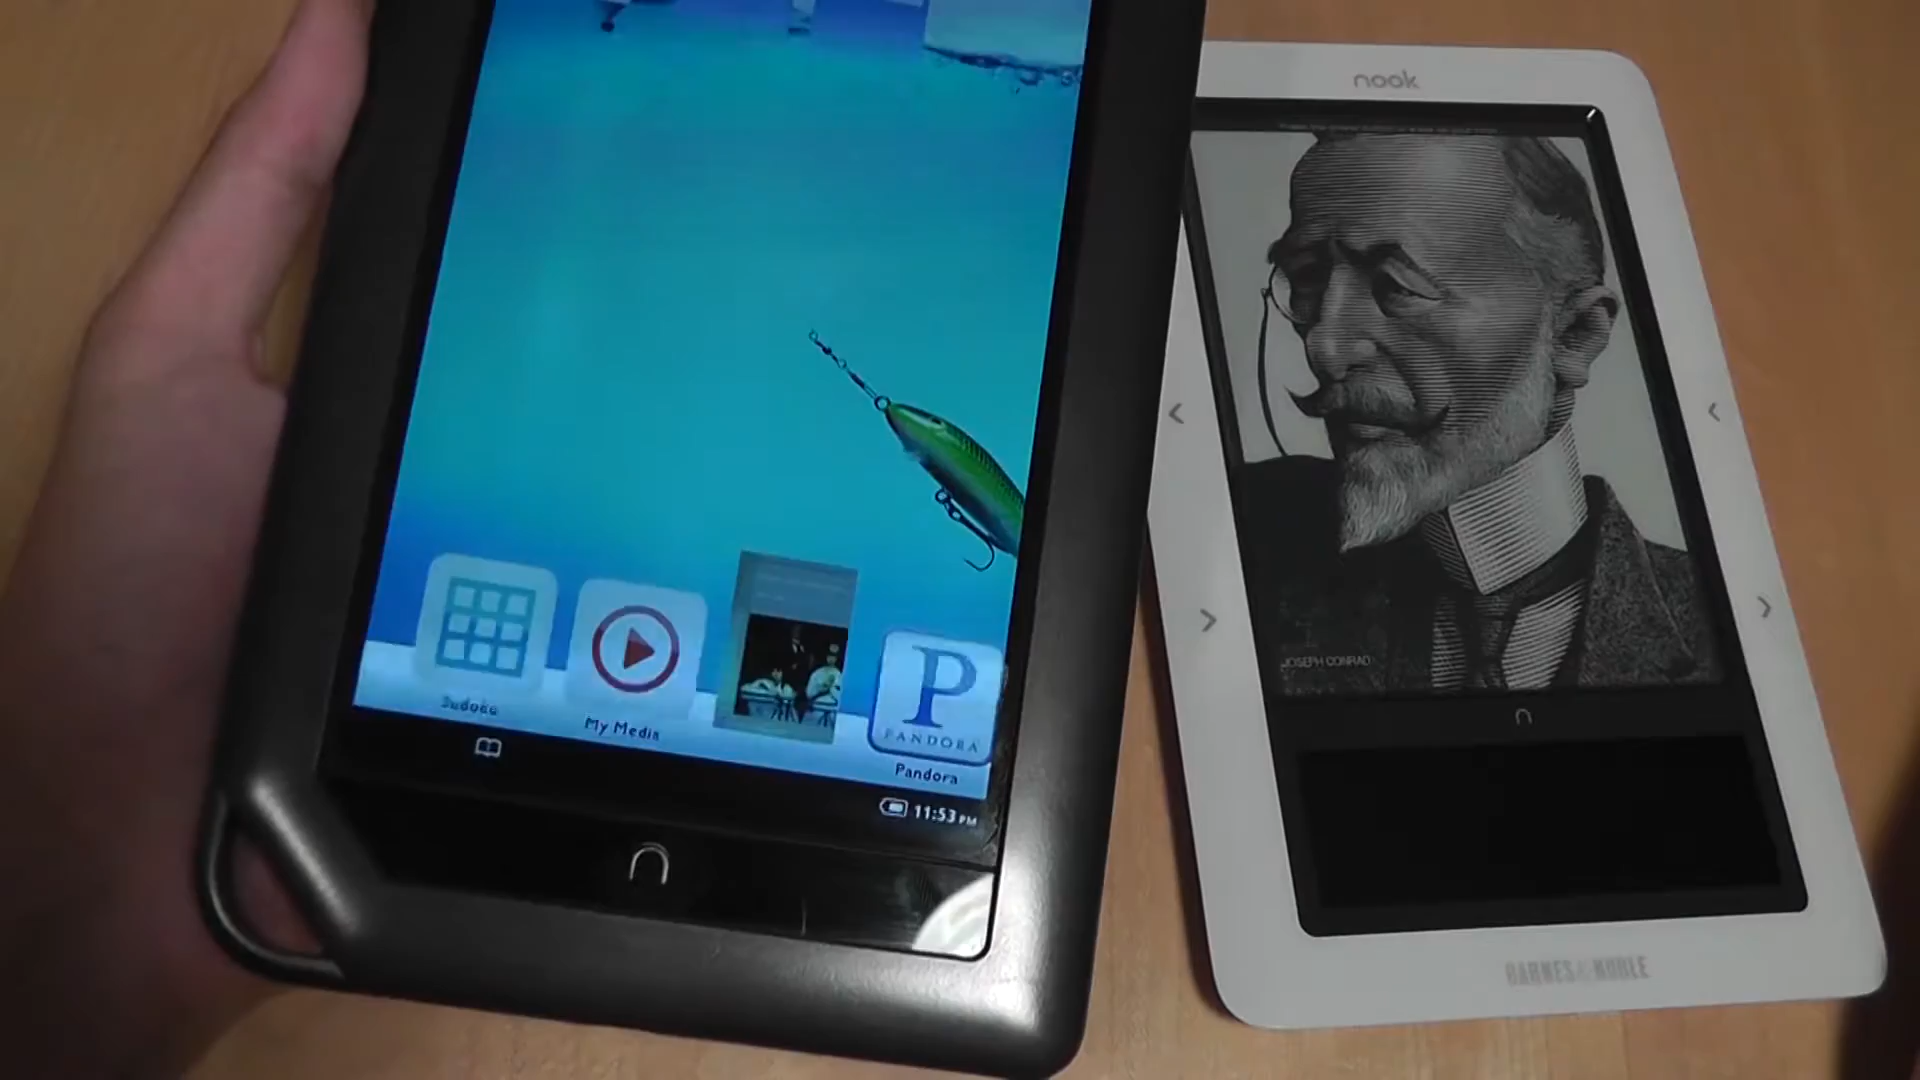 nook
Sudoku
My Media
PANDORA
Pandora
11:53 PM
JOSEPH CONRAD
BARNES & NOBLE